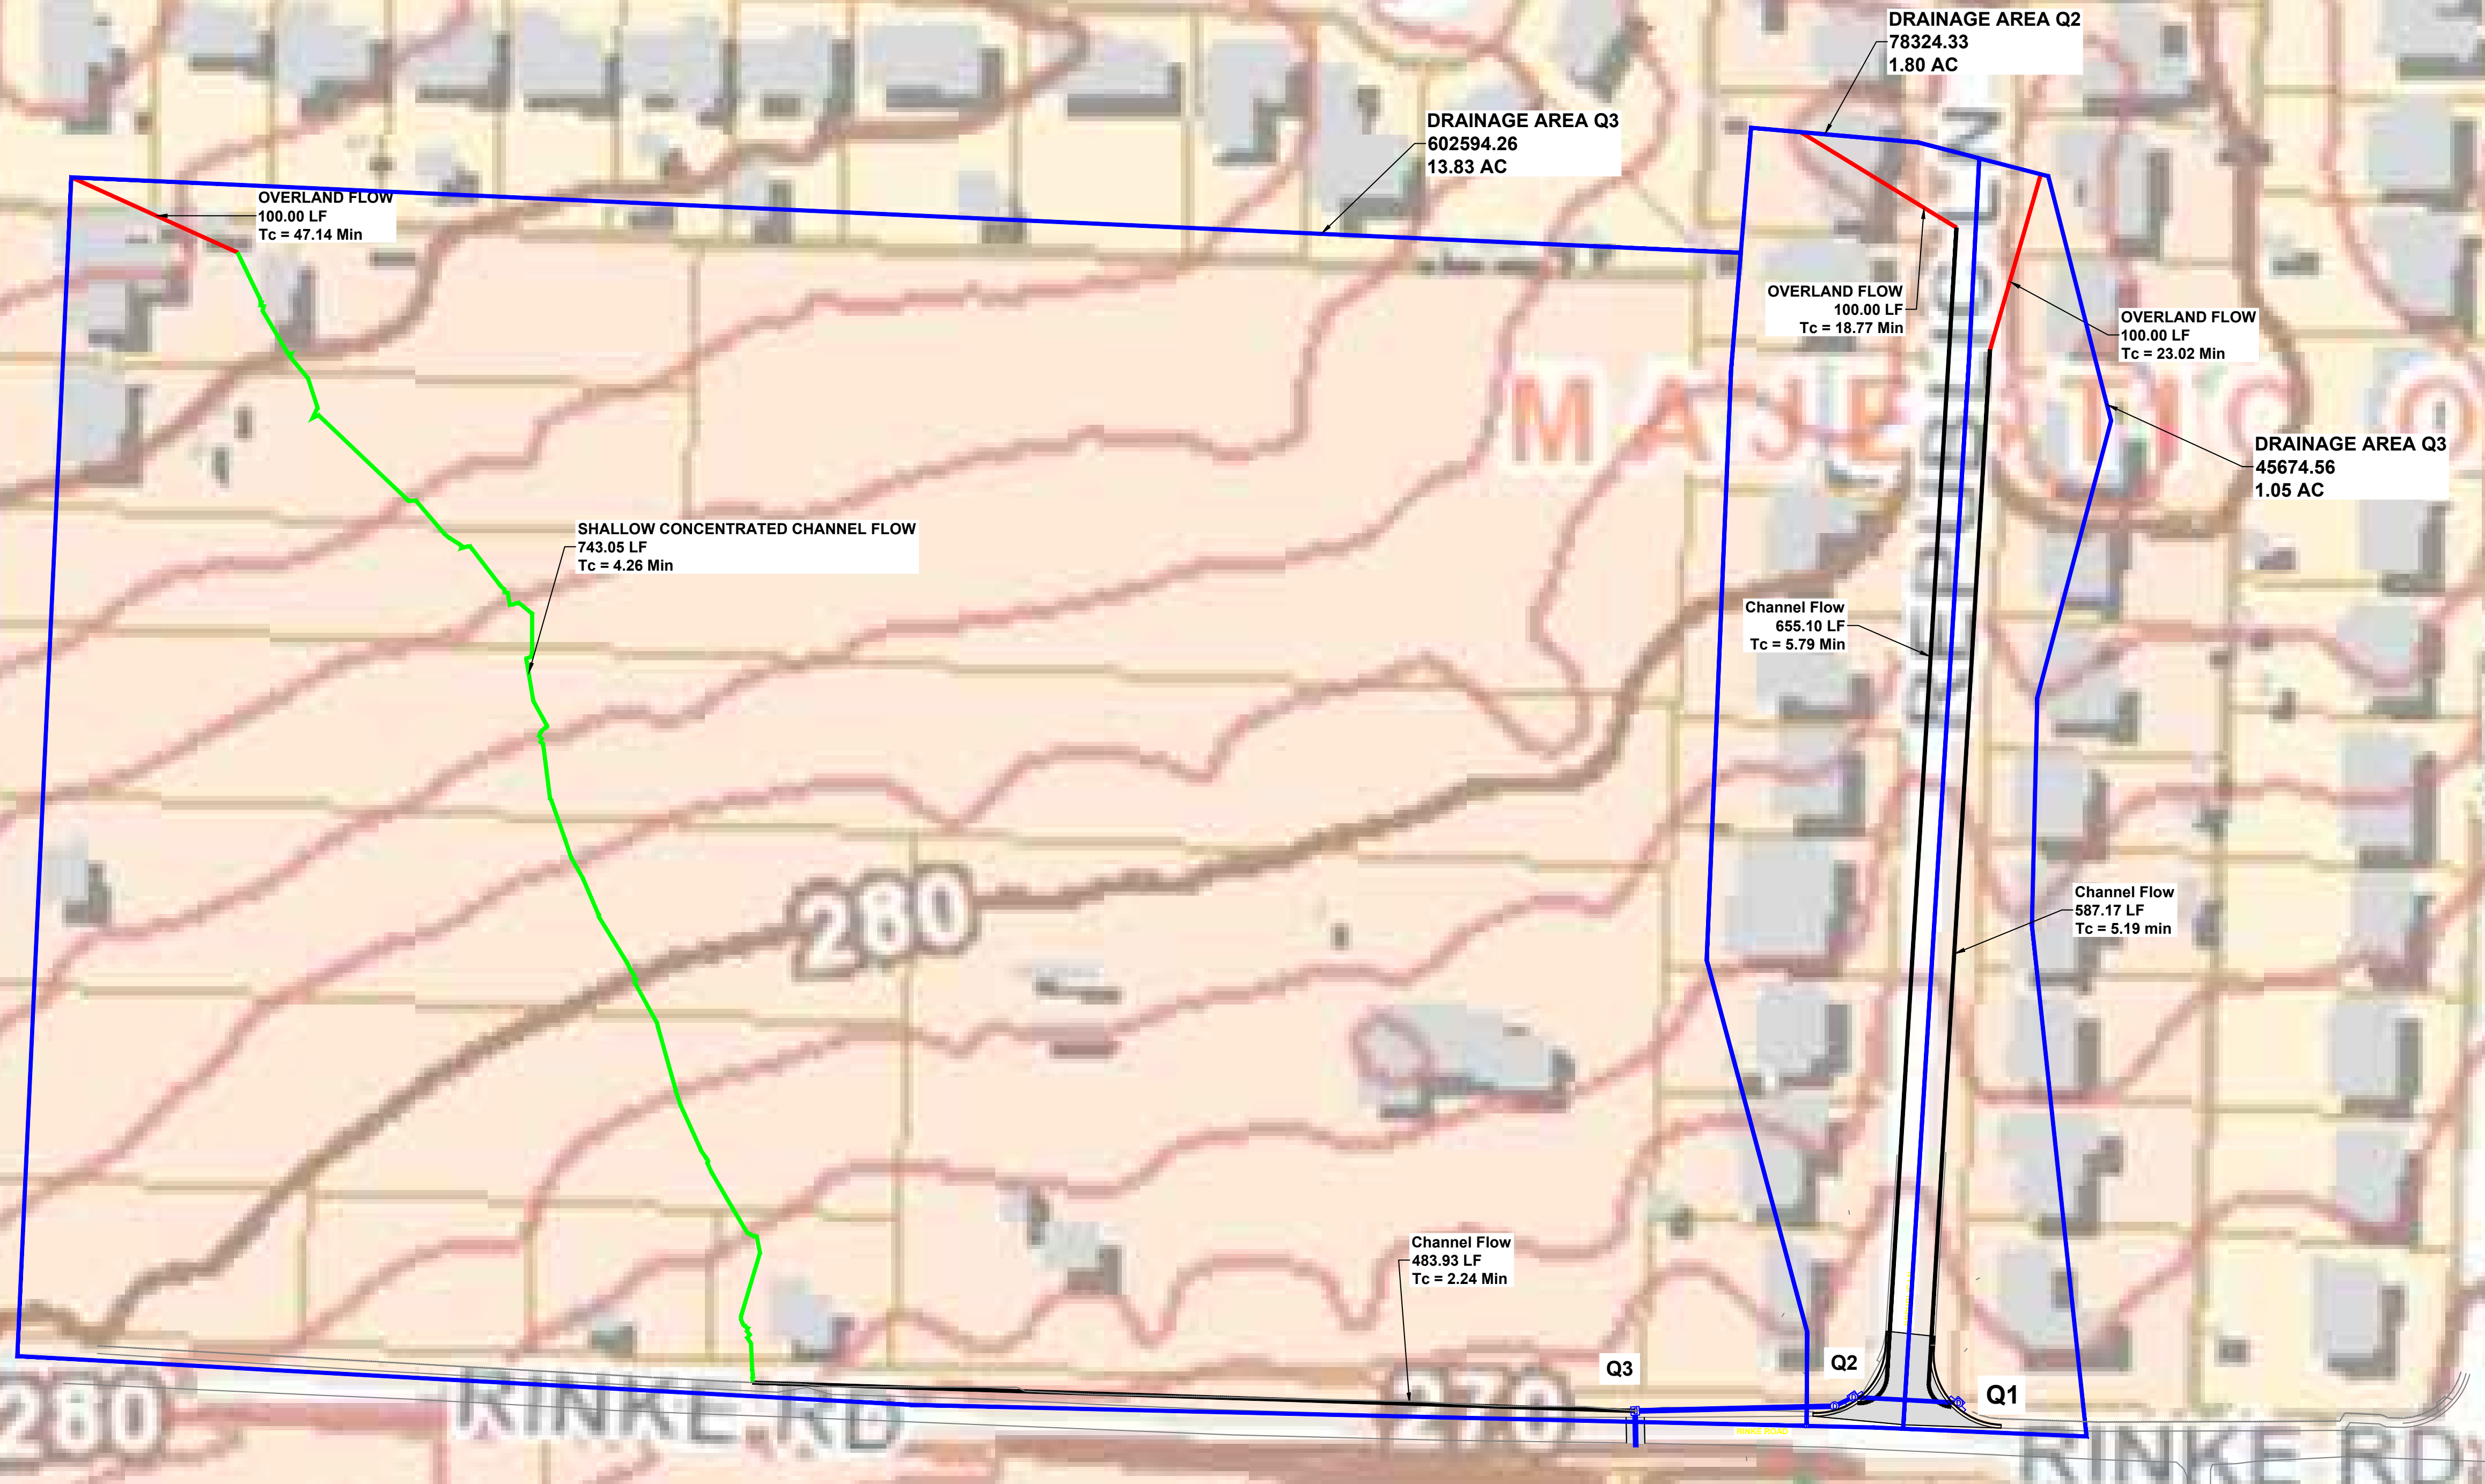 DRAINAGE AREA Q2
78324.33
1.80 AC
DRAINAGE AREA Q3
602594.26
13.83 AC
OVERLAND FLOW
100.00 LF
Tc = 47.14 Min
OVERLAND FLOW
100.00 LF
Tc = 18.77 Min
OVERLAND FLOW
100.00 LF
Tc = 23.02 Min
DRAINAGE AREA Q3
45674.56
1.05 AC
SHALLOW CONCENTRATED CHANNEL FLOW
743.05 LF
Tc = 4.26 Min
Channel Flow
655.10 LF
Tc = 5.79 Min
Channel Flow
587.17 LF
Tc = 5.19 min
280
Channel Flow
483.93 LF
Tc = 2.24 Min
Q3
Q2
Q1
280
RINKE RD
270
RINKE ROAD
RINKE RD